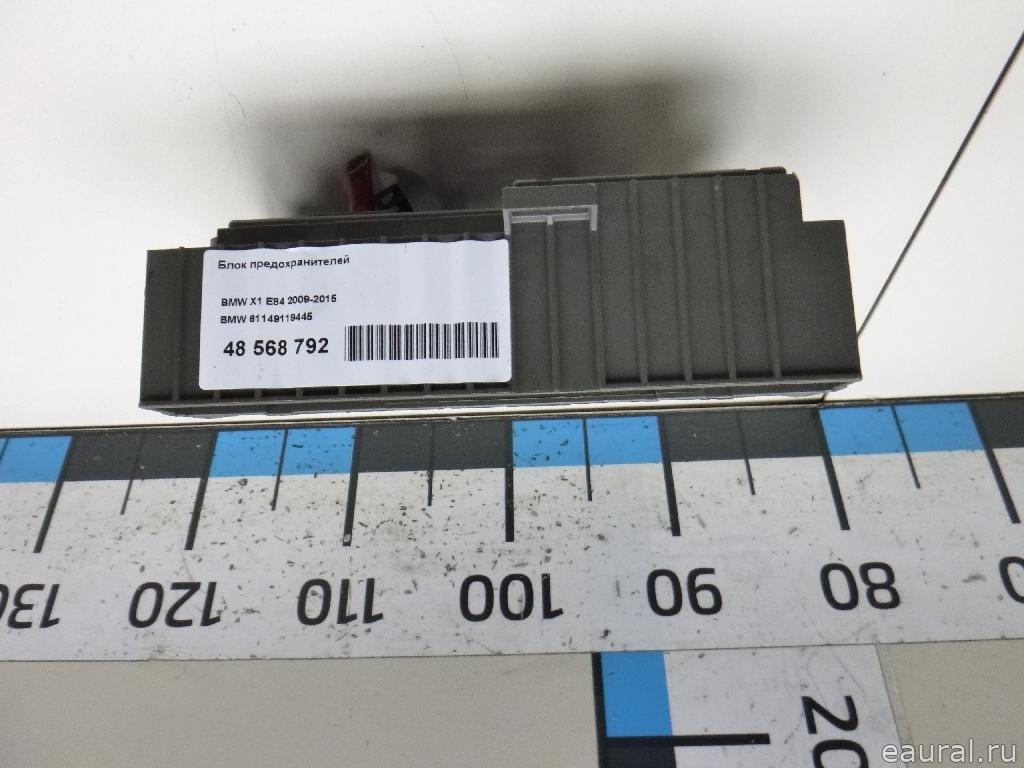 Блок предохранителей
BMW X1 E84 2009-2015
BMW 61149119445
48 568 792
130 120 110 100 90 80
20
eaural.ru